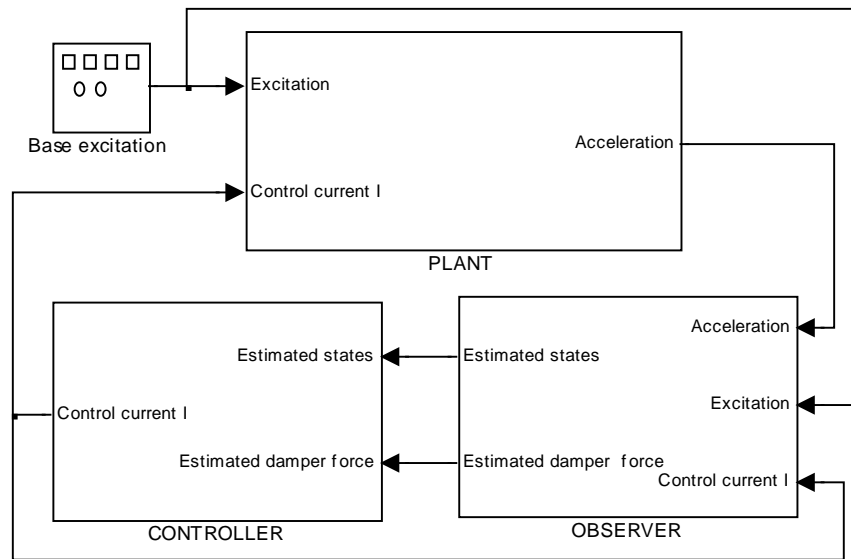 Excitation
Base excitation
Acceleration
Control current I
PLANT
Acceleration
Estimated states
Estimated states
Excitation
Control current I
Estimated damper force
Estimated damper force
Control current I
CONTROLLER
OBSERVER